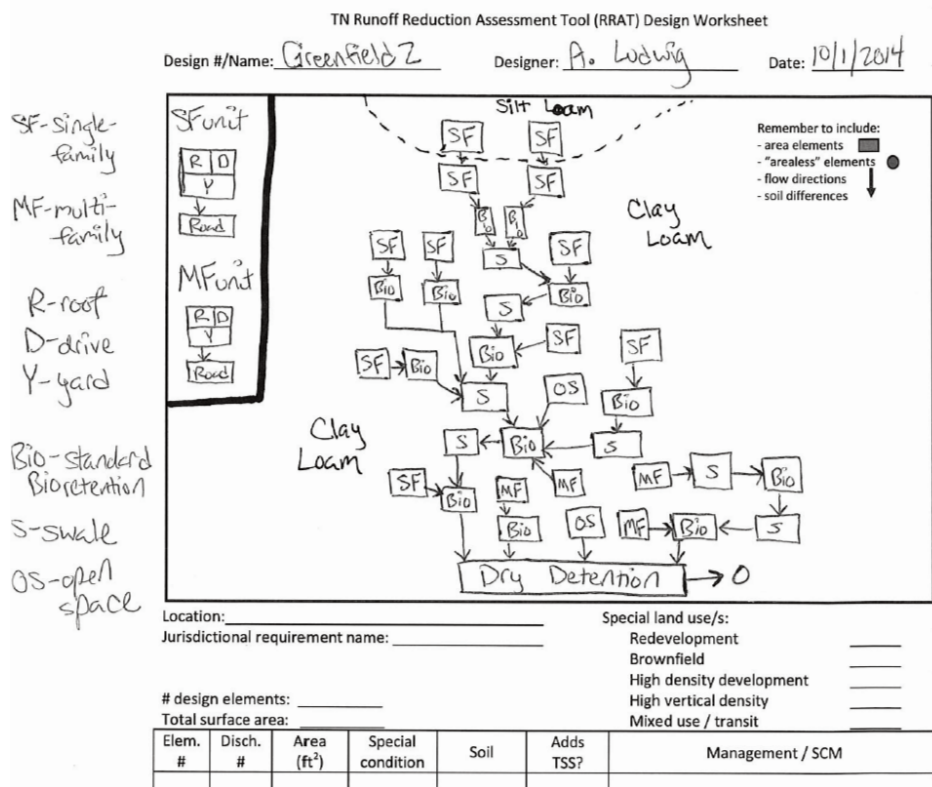 TN Runoff Reduction Assessment Tool (RRAT) Design Worksheet
Design #/Name: Greenfield 2 Designer: A. Ludwig Date: 10/1/2014
SF-single-
family
MF-multi-
family
R-roof
D-drive
Y-yard
Bio-standard
Bioretention
S-swale
OS-open
space
SF unit
R D
Y
Road
MF unit
R D
Y
Road
Silt Loam
Remember to include:
- area elements
- "arealess" elements
- flow directions
- soil differences
Clay
Loam
SF SF
SF SF
Bio Bio
SF SF S SF
Bio Bio Bio
S
Bio SF SF
SF Bio
S OS Bio
Clay
Loam
S Bio S
SF Bio MF MF MF S Bio
Bio OS MF Bio S
Dry Detention O
Location:
Jurisdictional requirement name:
# design elements:
Total surface area:
Special land use/s:
Redevelopment
Brownfield
High density development
High vertical density
Mixed use / transit
Elem. # Disch. # Area (ft²) Special condition Soil Adds TSS? Management / SCM